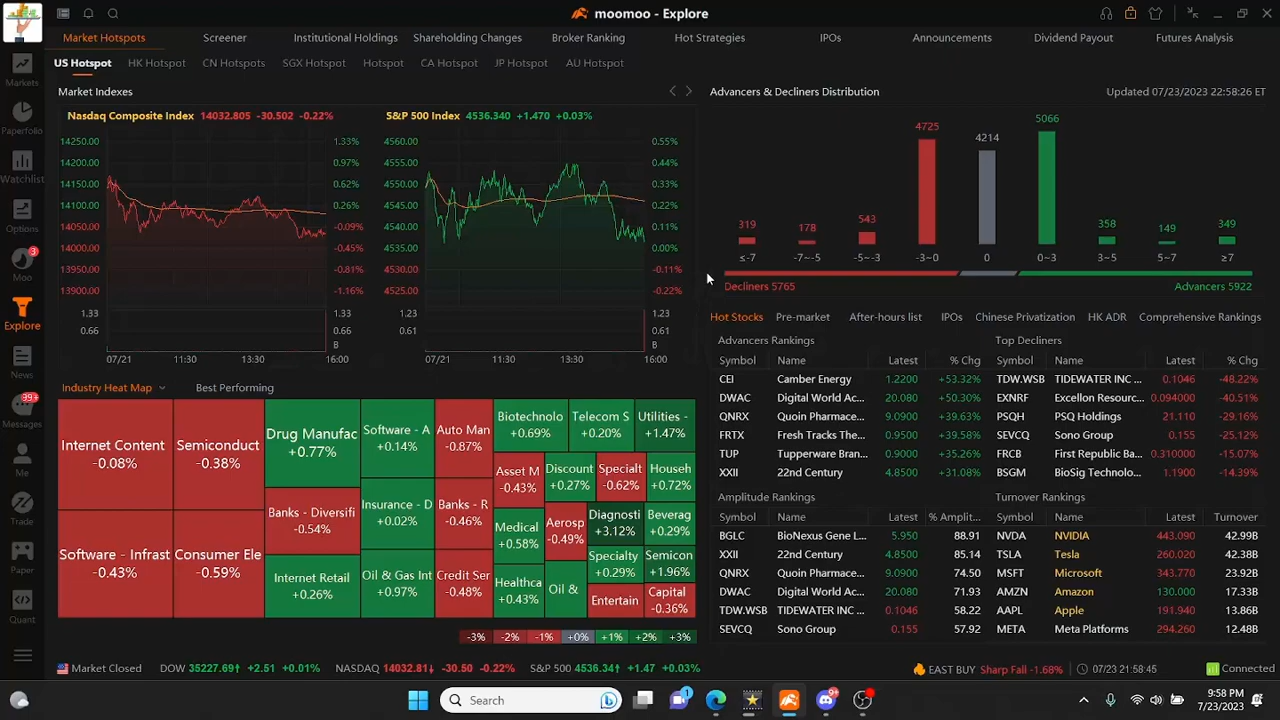 moomoo - Explore
Market Hotspots Screener Institutional Holdings Shareholding Changes Broker Ranking Hot Strategies IPOs Announcements Dividend Payout Futures Analysis
US Hotspot HK Hotspot CN Hotspots SGX Hotspot Hotspot CA Hotspot JP Hotspot AU Hotspot
Markets
Paperfolio
Watchlist
Options
3
Moo
Explore
News
99+
Messages
Me
Trade
Paper
Quant
Market Indexes
Nasdaq Composite Index 14032.805 -30.502 -0.22%
14250.00 1.33%
14200.00 0.97%
14150.00 0.62%
14100.00 0.26%
14050.00 -0.09%
14000.00 -0.45%
13950.00 -0.81%
13900.00 -1.16%
1.33 1.33
0.66 0.66
B
07/21 11:30 13:30 16:00
S&P 500 Index 4536.340 +1.470 +0.03%
4560.00 0.55%
4555.00 0.44%
4550.00 0.33%
4545.00 0.22%
4540.00 0.11%
4535.00 0.00%
4530.00 -0.11%
4525.00 -0.22%
1.23 1.23
0.61 0.61
B
07/21 11:30 13:30 16:00
Advancers & Decliners Distribution Updated 07/23/2023 22:58:26 ET
319 178 543 4725 4214 5066 358 149 349
≤-7 -7~-5 -5~-3 -3~0 0 0~3 3~5 5~7 ≥7
Decliners 5765 Advancers 5922
Industry Heat Map Best Performing
Internet Content
-0.08%
Semiconduct
-0.38%
Software - Infrast
-0.43%
Consumer Ele
-0.59%
Drug Manufac
+0.77%
Banks - Diversifi
-0.54%
Internet Retail
+0.26%
Software - A
+0.14%
Insurance - D
+0.02%
Oil & Gas Int
+0.97%
Auto Man
-0.87%
Banks - R
-0.46%
Credit Ser
-0.48%
Biotechnolo
+0.69%
Telecom S
+0.20%
Utilities -
+1.47%
Asset M
-0.43%
Discount
+0.27%
Specialt
-0.62%
Househ
+0.72%
Medical
+0.58%
Aerosp
-0.49%
Diagnosti
+3.12%
Beverag
+0.29%
Healthca
+0.43%
Oil &
Specialty
+0.29%
Semicon
+1.96%
Entertain
Capital
-0.36%
-3% -2% -1% +0% +1% +2% +3%
Hot Stocks Pre-market After-hours list IPOs Chinese Privatization HK ADR Comprehensive Rankings
Advancers Rankings
Symbol Name Latest % Chg
CEI Camber Energy 1.2200 +53.32%
DWAC Digital World Ac... 20.080 +50.30%
QNRX Quoin Pharmace... 9.0900 +39.63%
FRTX Fresh Tracks The... 0.9500 +39.58%
TUP Tupperware Bran... 0.9000 +35.26%
XXII 22nd Century 4.8500 +31.08%
Top Decliners
Symbol Name Latest % Chg
TDW.WSB TIDEWATER INC ... 0.1046 -48.22%
EXNRF Excellon Resourc... 0.094000 -40.51%
PSQH PSQ Holdings 21.110 -29.16%
SEVCQ Sono Group 0.155 -25.12%
FRCB First Republic Ba... 0.310000 -15.07%
BSGM BioSig Technolo... 1.1900 -14.39%
Amplitude Rankings
Symbol Name Latest % Amplit...
BGLC BioNexus Gene L... 5.950 88.91
XXII 22nd Century 4.8500 85.14
QNRX Quoin Pharmace... 9.0900 74.50
DWAC Digital World Ac... 20.080 71.93
TDW.WSB TIDEWATER INC ... 0.1046 58.22
SEVCQ Sono Group 0.155 57.92
Turnover Rankings
Symbol Name Latest Turnover
NVDA NVIDIA 443.090 42.99B
TSLA Tesla 260.020 42.38B
MSFT Microsoft 343.770 23.92B
AMZN Amazon 130.000 17.33B
AAPL Apple 191.940 13.86B
META Meta Platforms 294.260 12.48B
Market Closed DOW 35227.69↑ +2.51 +0.01% NASDAQ 14032.81↓ -30.50 -0.22% S&P 500 4536.34↑ +1.47 +0.03% EAST BUY Sharp Fall -1.68% 07/23 21:58:45 Connected
Search 1 99+ 9:58 PM
7/23/2023